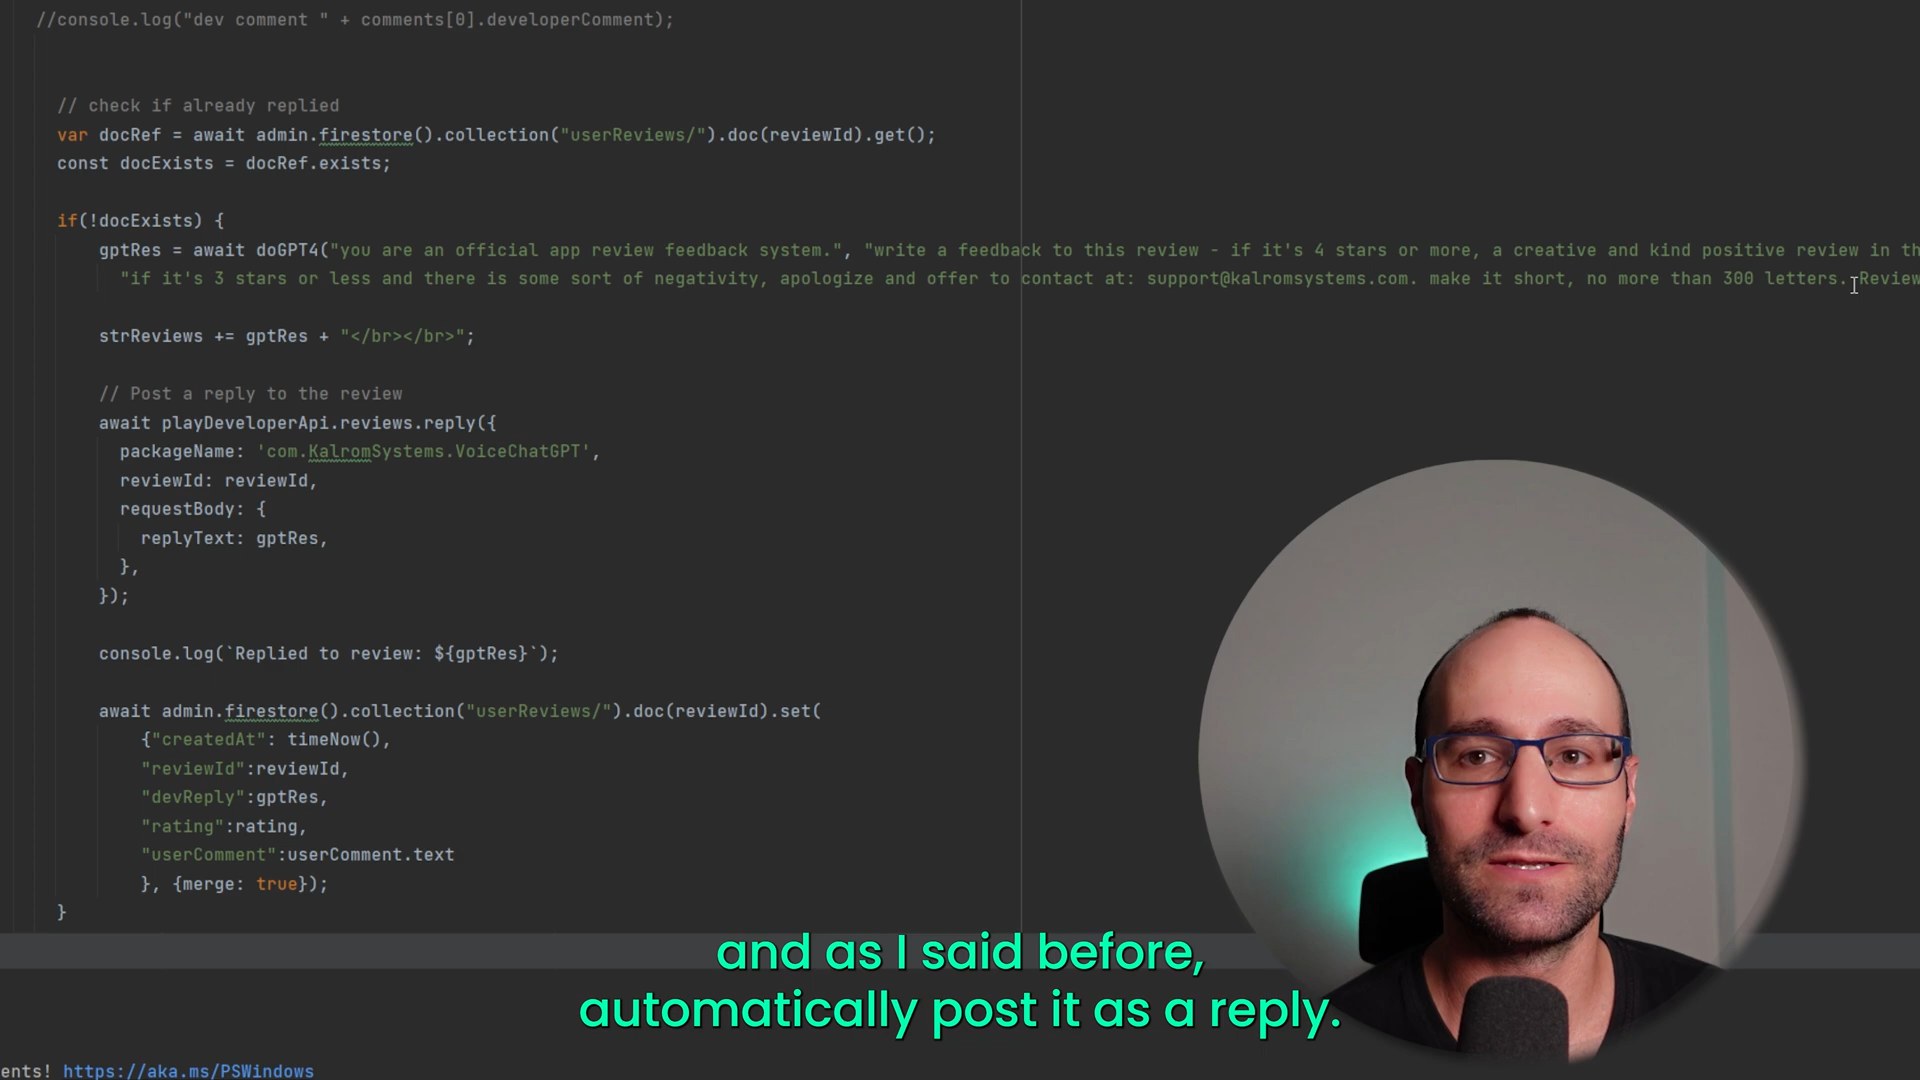 //console.log("dev comment " + comments[0].developerComment);
// check if already replied
var docRef = await admin.firestore().collection("userReviews/").doc(reviewId).get();
const docExists = docRef.exists;
if(!docExists) {
gptRes = await doGPT4("you are an official app review feedback system.", "write a feedback to this review - if it's 4 stars or more, a creative and kind positive review in th
"if it's 3 stars or less and there is some sort of negativity, apologize and offer to contact at: support@kalromsystems.com. make it short, no more than 300 letters. Review
strReviews += gptRes + "</br></br>";
// Post a reply to the review
await playDeveloperApi.reviews.reply({
packageName: 'com.KalromSystems.VoiceChatGPT',
reviewId: reviewId,
requestBody: {
replyText: gptRes,
},
});
console.log(`Replied to review: ${gptRes}`);
await admin.firestore().collection("userReviews/").doc(reviewId).set(
{"createdAt": timeNow(),
"reviewId":reviewId,
"devReply":gptRes,
"rating":rating,
"userComment":userComment.text
}, {merge: true});
}
and as I said before,
automatically post it as a reply.
ents! https://aka.ms/PSWindows